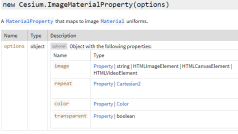 new Cesium.ImageMaterialProperty(options)
A MaterialProperty that maps to image Material uniforms.
Name Type Description
options object optional Object with the following properties:
Name Type
image Property | string | HTMLImageElement | HTMLCanvasElement |
HTMLVideoElement
repeat Property | Cartesian2
color Property | Color
transparent Property | boolean